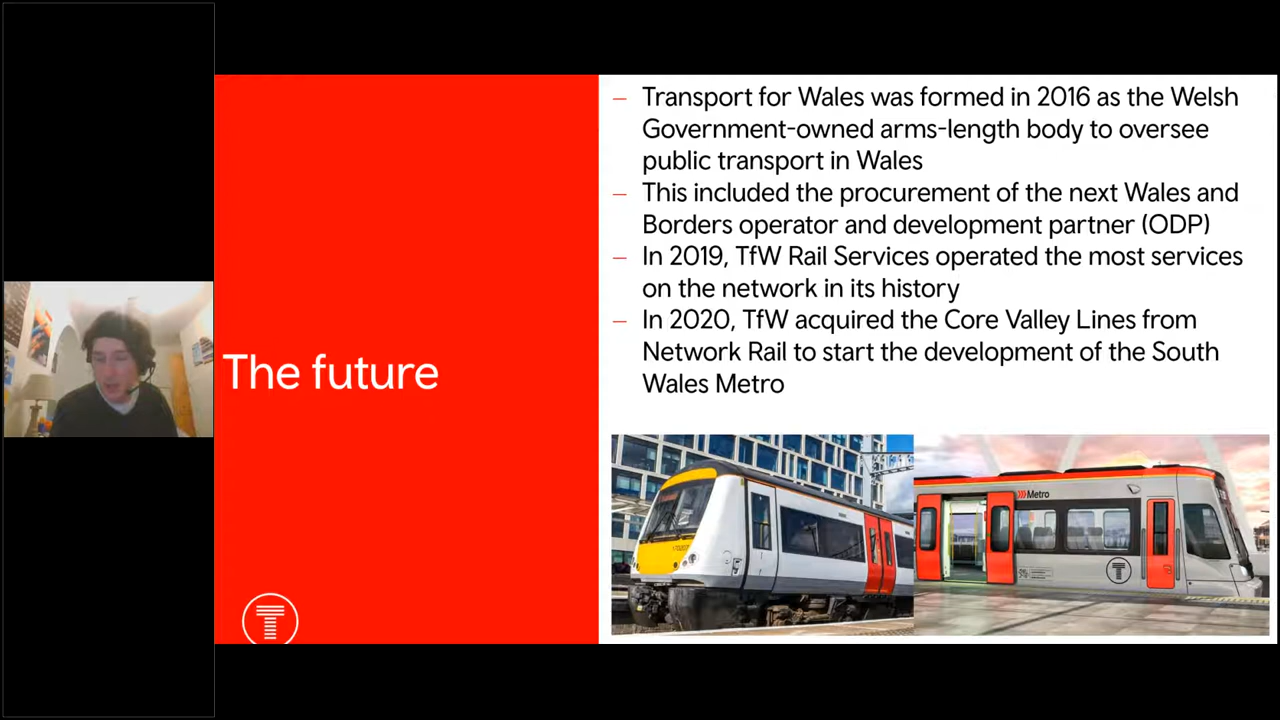 The future
– Transport for Wales was formed in 2016 as the Welsh
Government-owned arms-length body to oversee
public transport in Wales
– This included the procurement of the next Wales and
Borders operator and development partner (ODP)
– In 2019, TfW Rail Services operated the most services
on the network in its history
– In 2020, TfW acquired the Core Valley Lines from
Network Rail to start the development of the South
Wales Metro
Metro
T
T